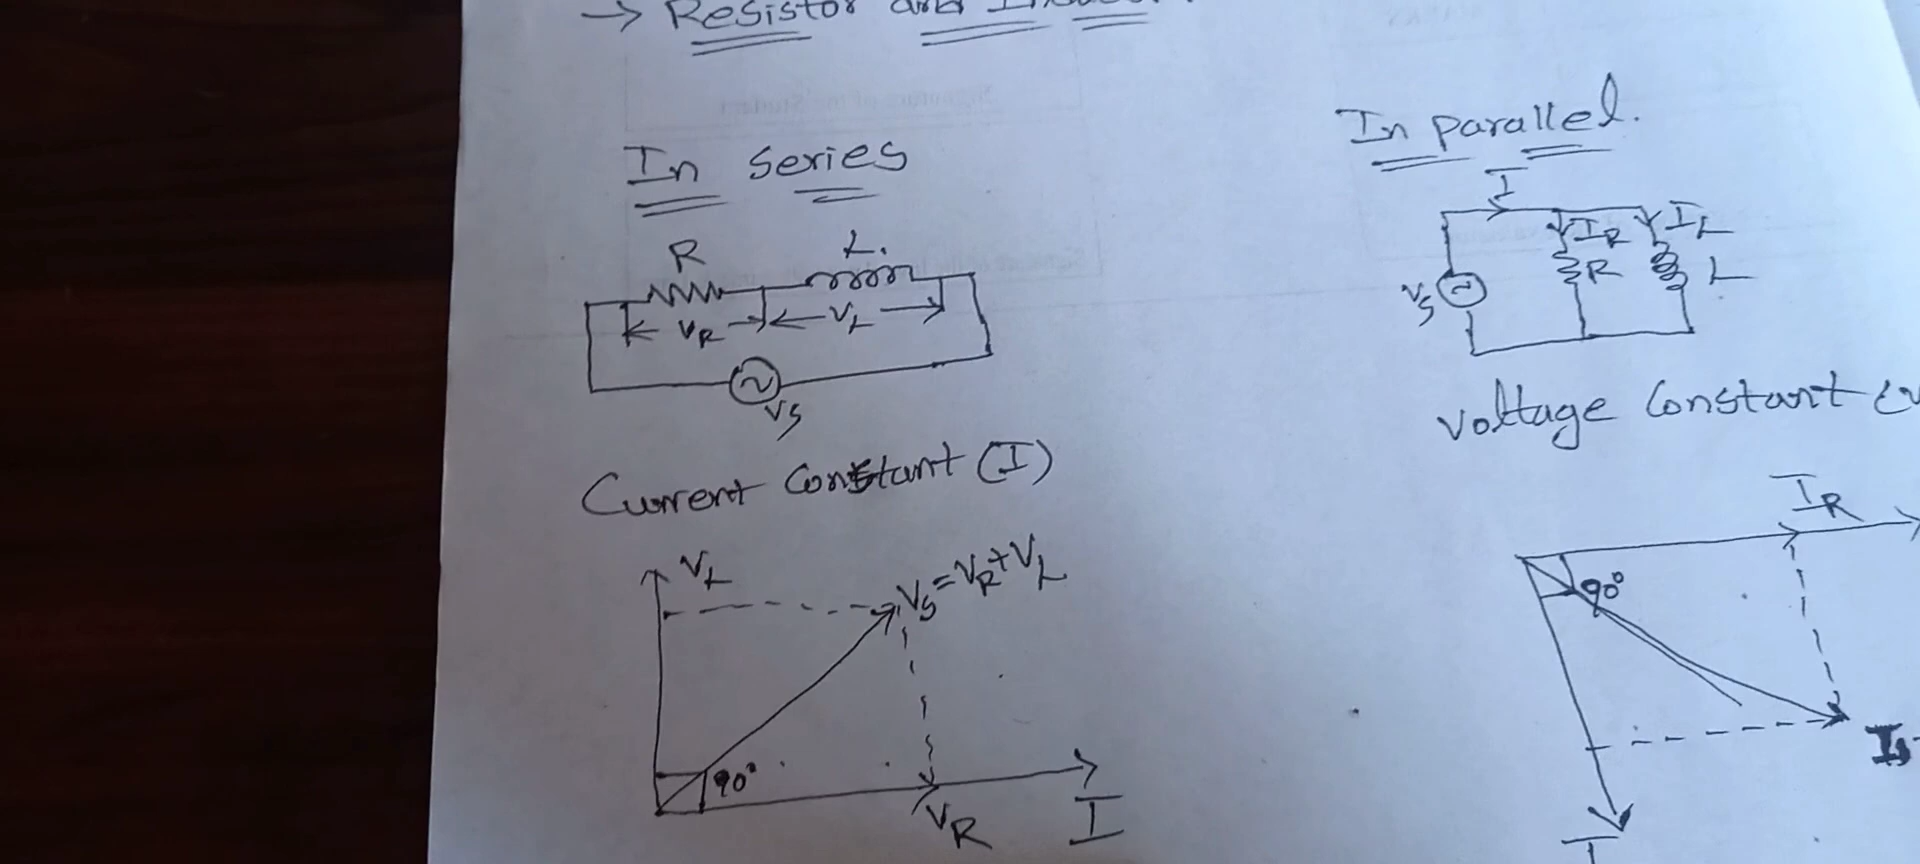 → Resistor and
In Series
R
L.
VR
VL
VS
Current Constant (I)
VL
VS=VR+VL
90°
VR
I
In parallel.
I
IR
IL
R
L
VS
Voltage Constant
IR
90°